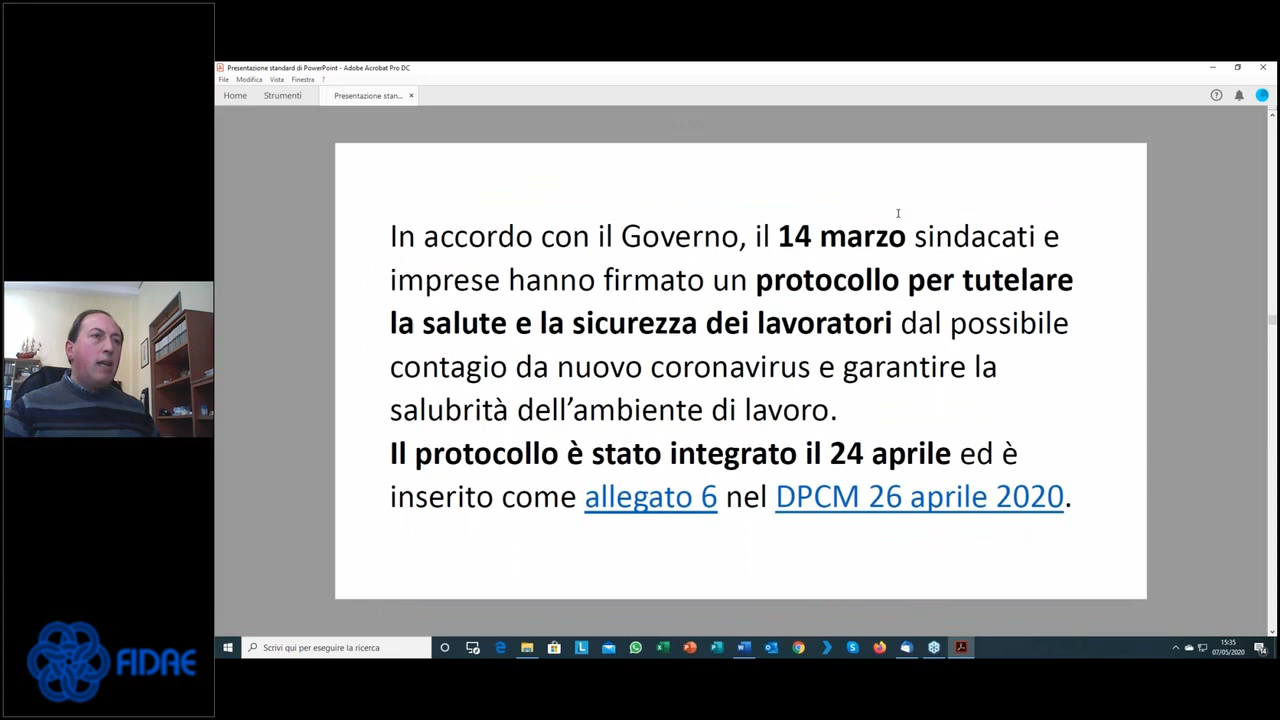 Presentazione standard di PowerPoint - Adobe Acrobat Pro DC
File Modifica Vista Finestra ?
Home Strumenti Presentazione stan... ×
In accordo con il Governo, il 14 marzo sindacati e
imprese hanno firmato un protocollo per tutelare
la salute e la sicurezza dei lavoratori dal possibile
contagio da nuovo coronavirus e garantire la
salubrità dell’ambiente di lavoro.
Il protocollo è stato integrato il 24 aprile ed è
inserito come allegato 6 nel DPCM 26 aprile 2020.
FIDAE
Scrivi qui per eseguire la ricerca
15:35
07/05/2020